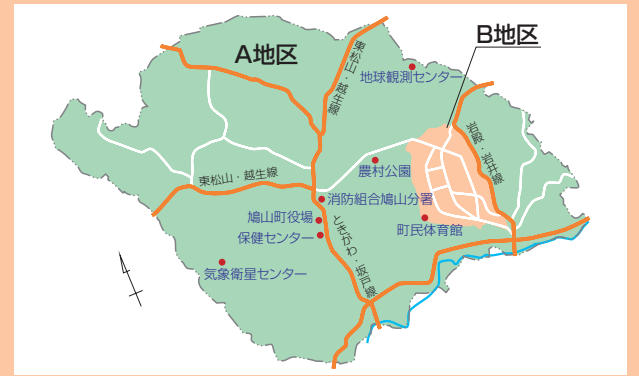 A地区
B地区
東松山・越生線
地球観測センター
岩殿・岩井線
農村公園
東松山・越生線
消防組合鳩山分署
鳩山町役場
町民体育館
保健センター
ときがわ・坂戸線
気象衛星センター